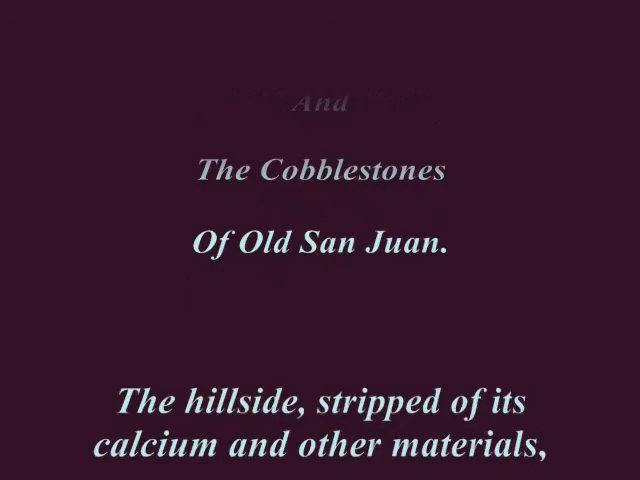 And
The Cobblestones
Of Old San Juan.
The hillside, stripped of its
calcium and other materials,